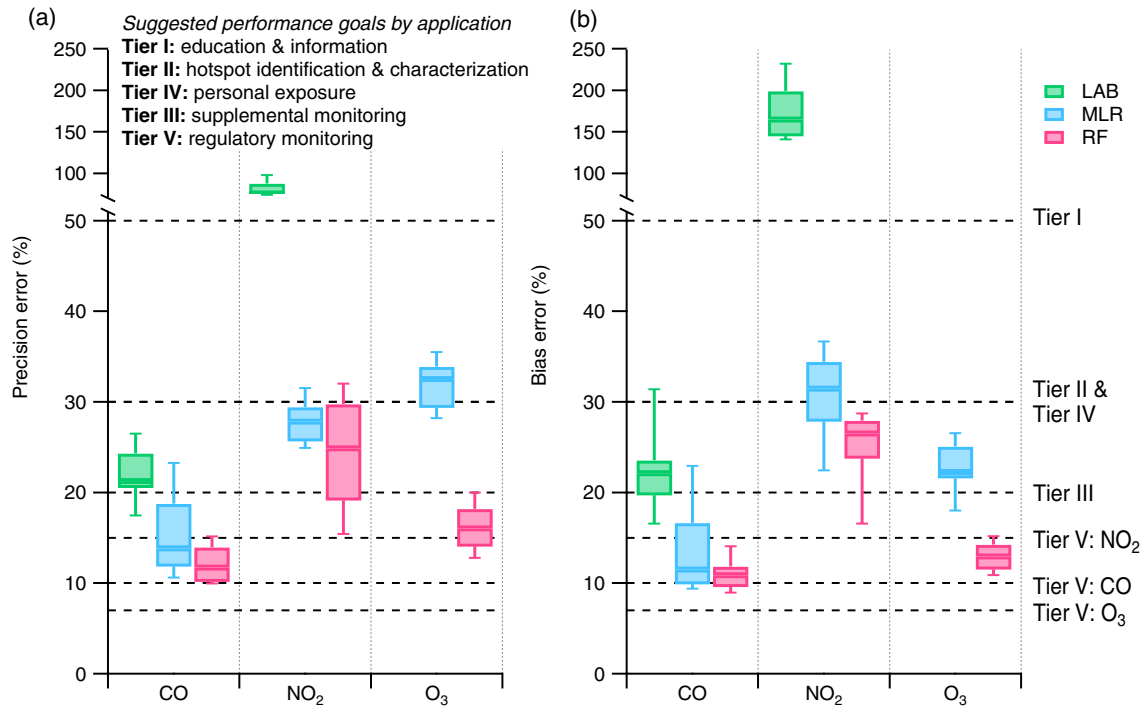 (a)
Suggested performance goals by application
Tier I: education & information
Tier II: hotspot identification & characterization
Tier IV: personal exposure
Tier III: supplemental monitoring
Tier V: regulatory monitoring
250
200
150
100
50
40
30
20
10
0
Precision error (%)
CO
NO₂
O₃
(b)
250
200
150
100
50
40
30
20
10
0
Bias error (%)
CO
NO₂
O₃
LAB
MLR
RF
Tier I
Tier II &
Tier IV
Tier III
Tier V: NO₂
Tier V: CO
Tier V: O₃